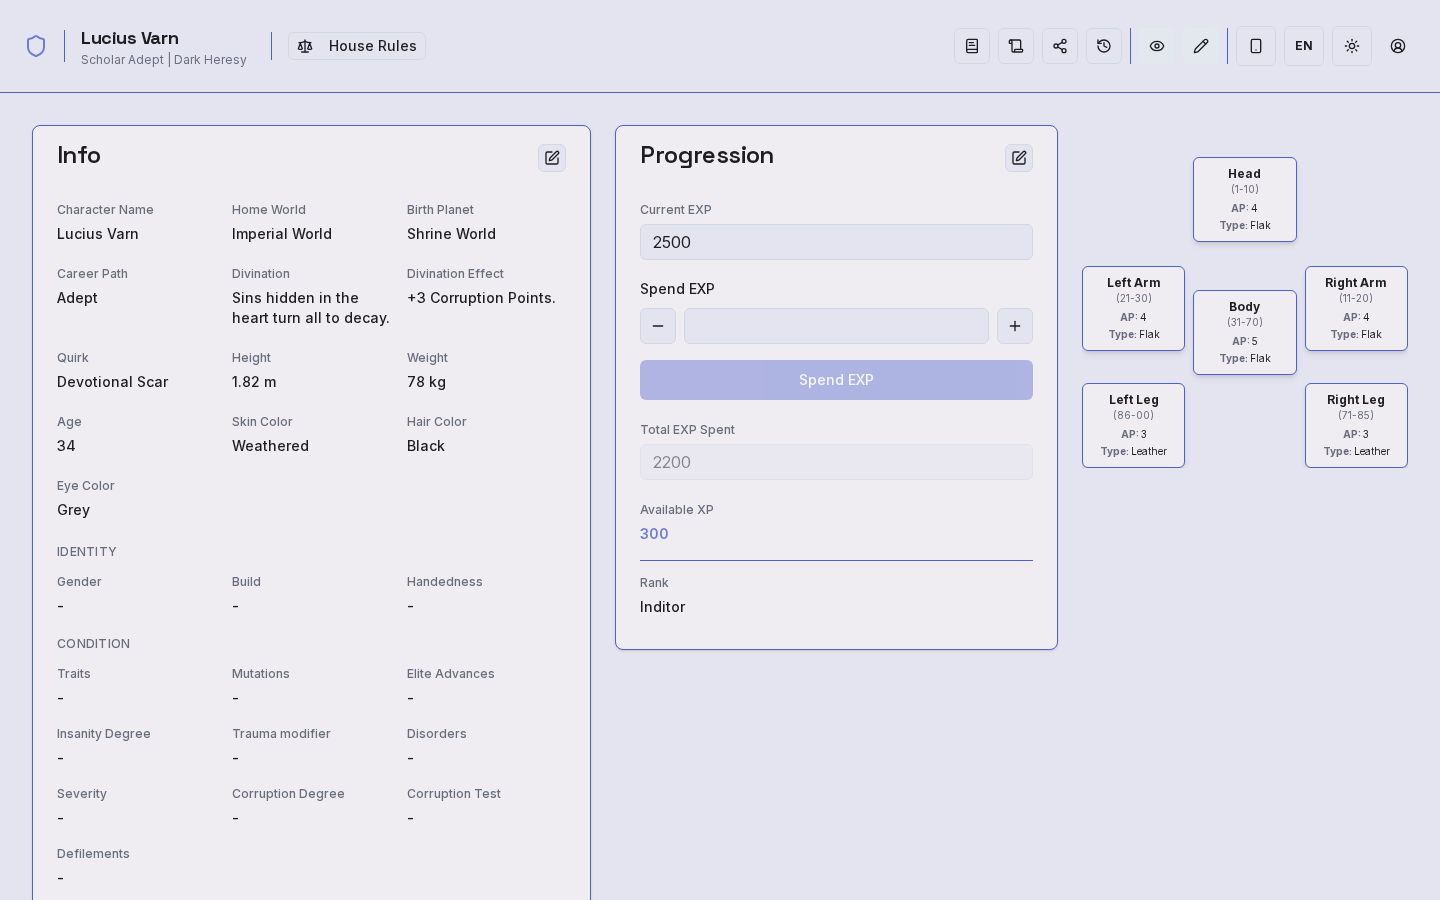 Lucius Varn
Scholar Adept | Dark Heresy
House Rules
EN
Info
Character Name
Lucius Varn
Home World
Imperial World
Birth Planet
Shrine World
Career Path
Adept
Divination
Sins hidden in the
heart turn all to decay.
Divination Effect
+3 Corruption Points.
Quirk
Devotional Scar
Height
1.82 m
Weight
78 kg
Age
34
Skin Color
Weathered
Hair Color
Black
Eye Color
Grey
IDENTITY
Gender
-
Build
-
Handedness
-
CONDITION
Traits
-
Mutations
-
Elite Advances
-
Insanity Degree
-
Trauma modifier
-
Disorders
-
Severity
-
Corruption Degree
-
Corruption Test
-
Defilements
-
Progression
Current EXP
2500
Spend EXP
Spend EXP
Total EXP Spent
2200
Available XP
300
Rank
Inditor
Head
(1-10)
AP: 4
Type: Flak
Left Arm
(21-30)
AP: 4
Type: Flak
Body
(31-70)
AP: 5
Type: Flak
Right Arm
(11-20)
AP: 4
Type: Flak
Left Leg
(86-00)
AP: 3
Type: Leather
Right Leg
(71-85)
AP: 3
Type: Leather